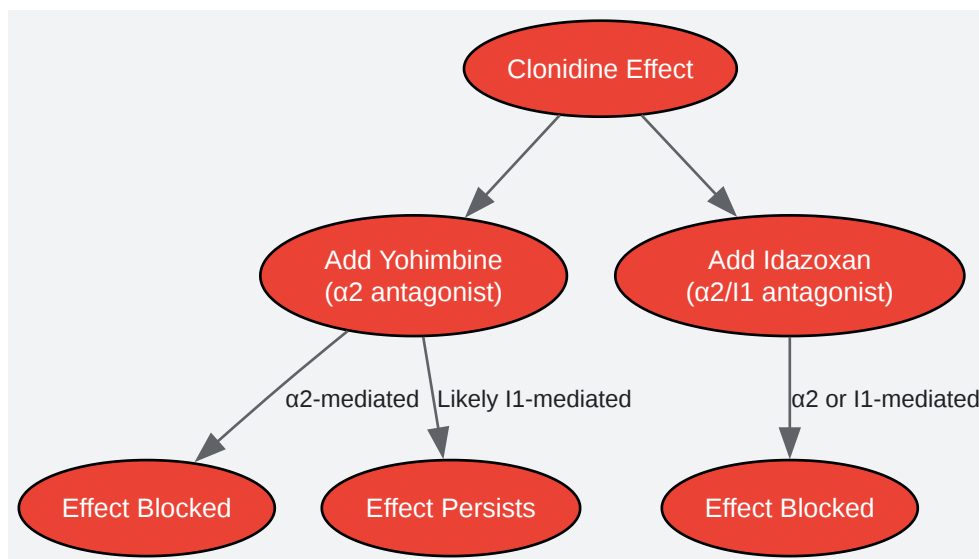 Clonidine Effect
Add Yohimbine
(α2 antagonist)
Add Idazoxan
(α2/I1 antagonist)
α2-mediated
Likely I1-mediated
α2 or I1-mediated
Effect Blocked
Effect Persists
Effect Blocked